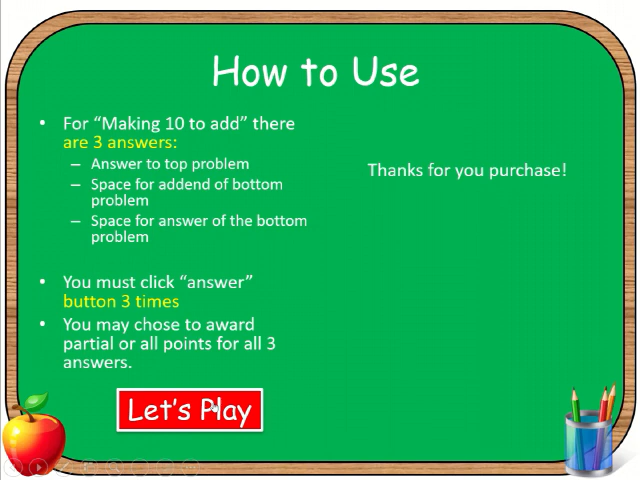 How to Use
• For “Making 10 to add” there
are 3 answers:
– Answer to top problem
– Space for addend of bottom
problem
– Space for answer of the bottom
problem
• You must click “answer”
button 3 times
• You may chose to award
partial or all points for all 3
answers.
Thanks for you purchase!
Let’s Play